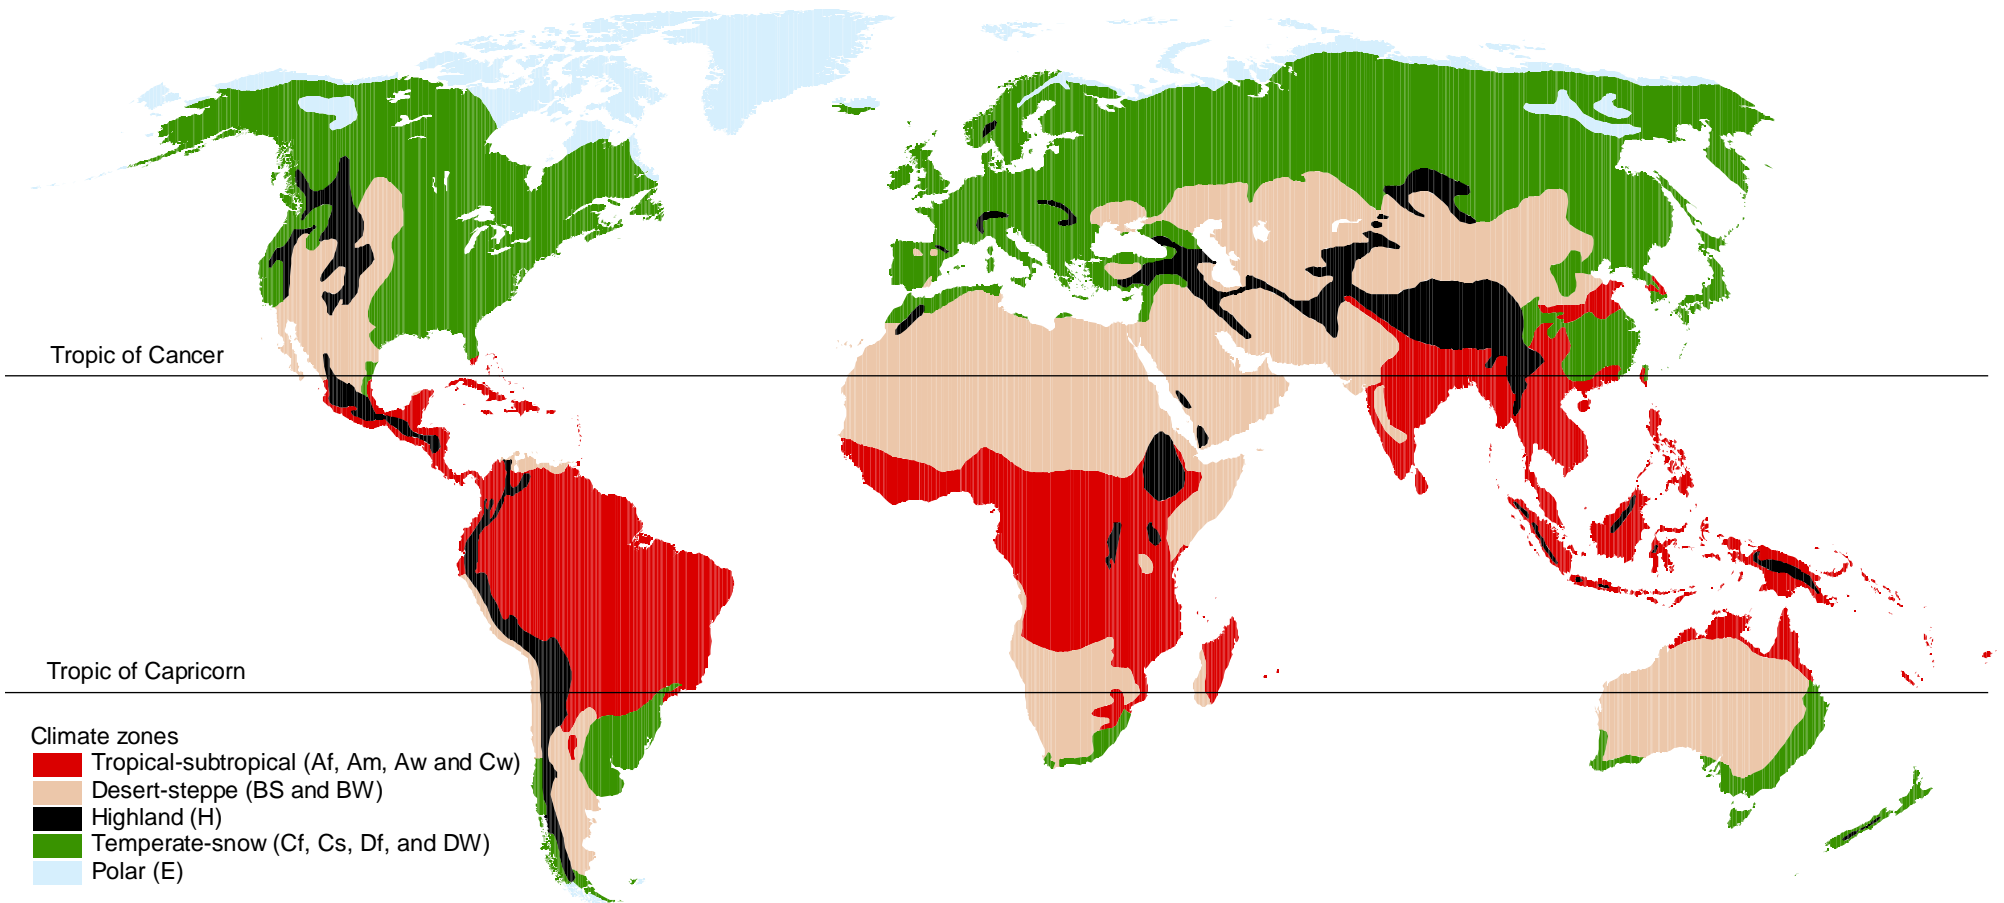 Tropic of Cancer
Tropic of Capricorn
Climate zones
Tropical-subtropical (Af, Am, Aw and Cw)
Desert-steppe (BS and BW)
Highland (H)
Temperate-snow (Cf, Cs, Df, and DW)
Polar (E)